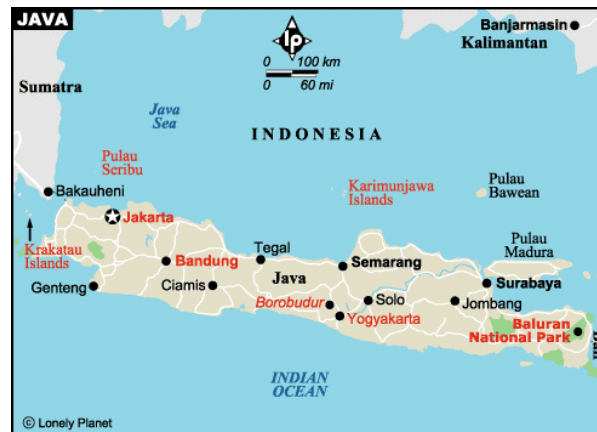 JAVA
lp
Banjarmasin
Kalimantan
0 100 km
0 60 mi
Sumatra
Java
Sea
INDONESIA
Pulau
Seribu
Karimunjawa
Islands
Pulau
Bawean
Bakauheni
Jakarta
Krakatau
Islands
Bandung
Tegal
Semarang
Pulau
Madura
Genteng
Ciamis
Java
Surabaya
Borobudur
Solo
Jombang
Yogyakarta
Baluran
National Park
Bali
INDIAN
OCEAN
© Lonely Planet